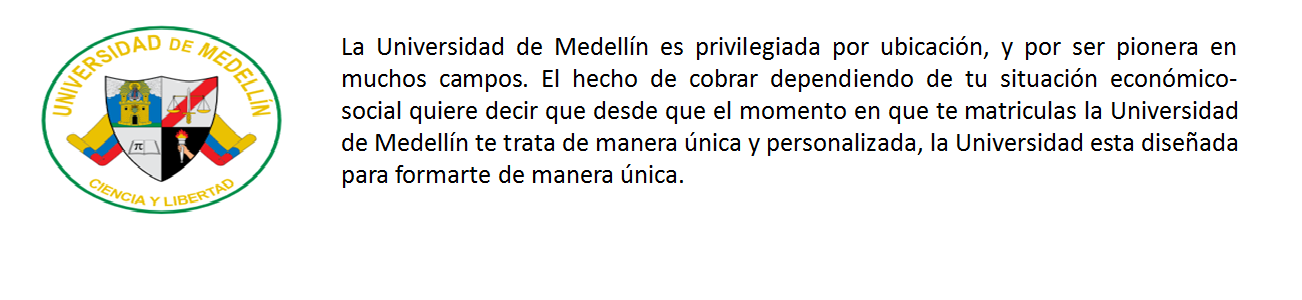 UNIVERSIDAD DE MEDELLÍN
π
CIENCIA Y LIBERTAD
La Universidad de Medellín es privilegiada por ubicación, y por ser pionera en
muchos campos. El hecho de cobrar dependiendo de tu situación económico-
social quiere decir que desde que el momento en que te matriculas la Universidad
de Medellín te trata de manera única y personalizada, la Universidad esta diseñada
para formarte de manera única.